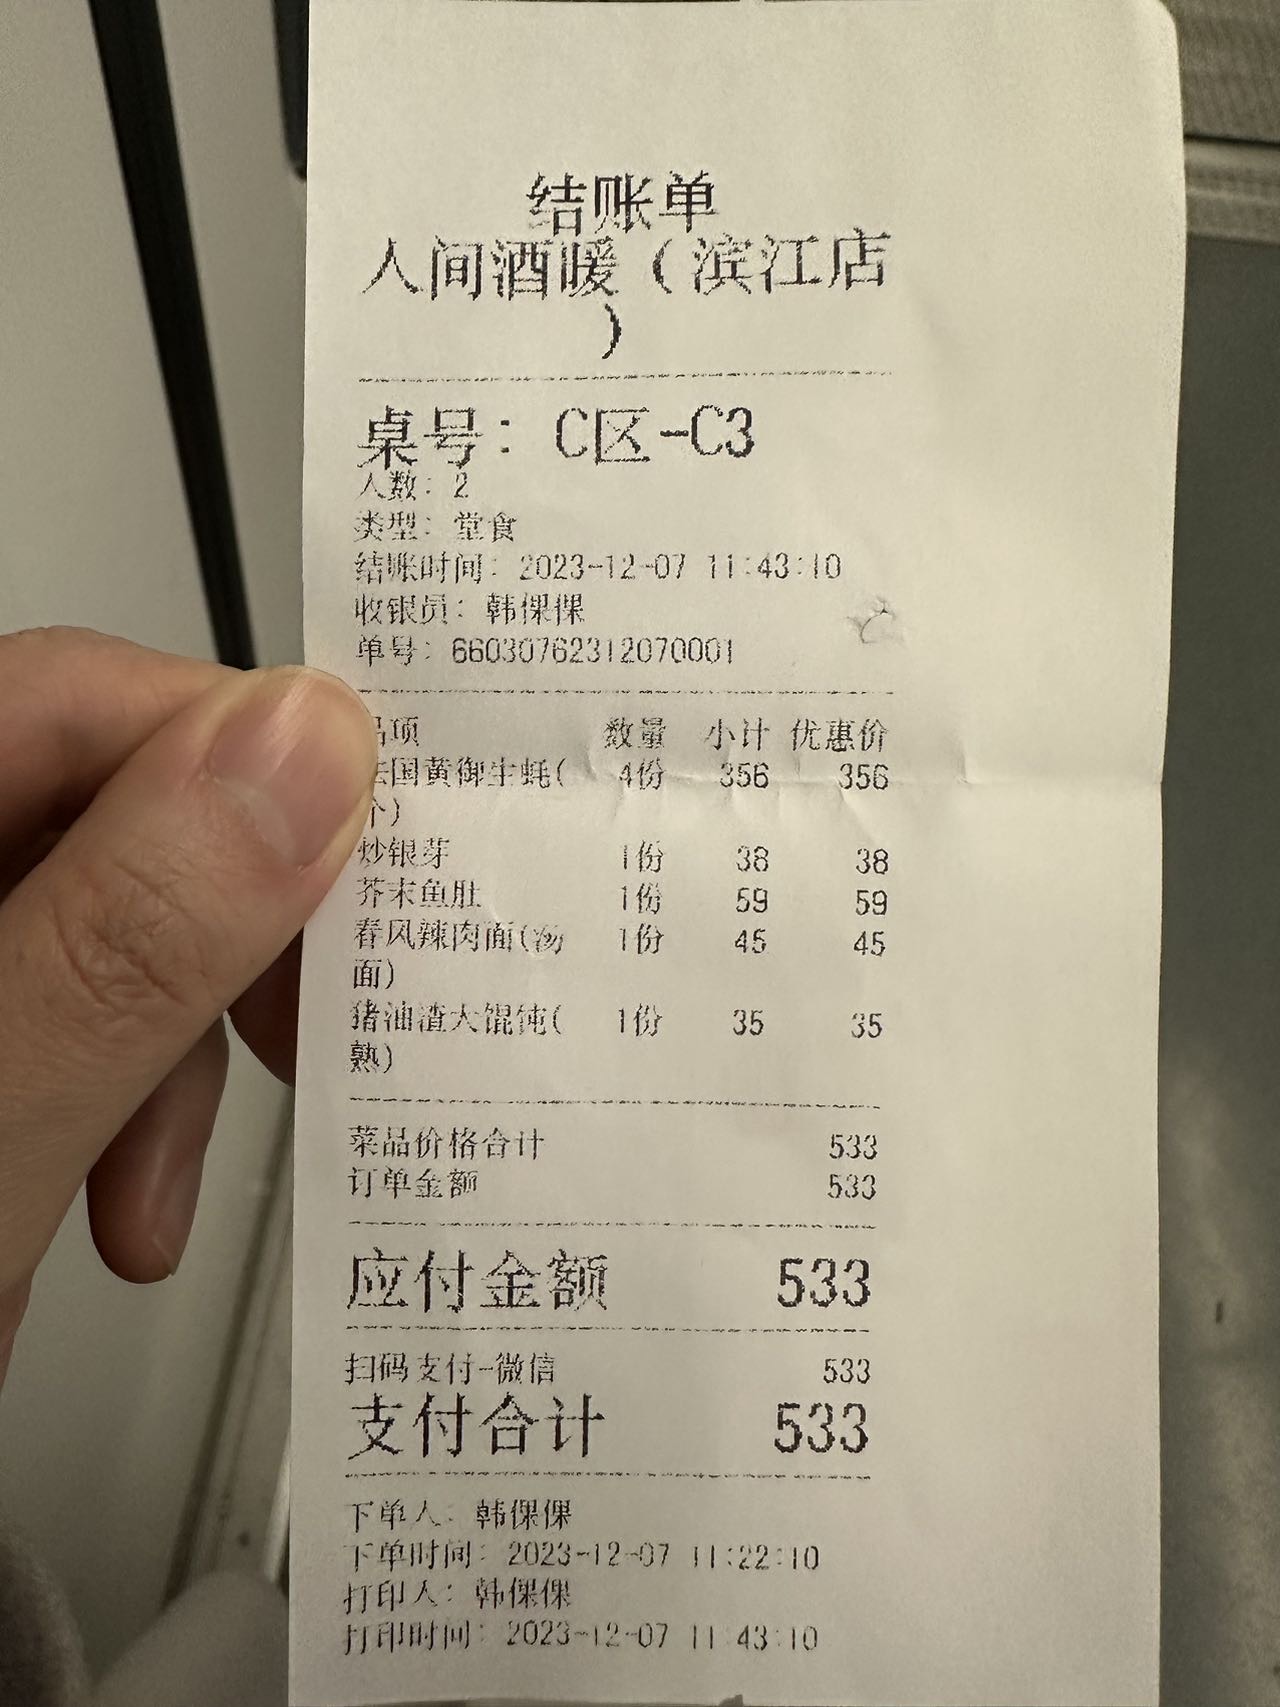 结账单
人间酒暖（滨江店
）
桌号：C区-C3
人数：2
类型：堂食
结账时间：2023-12-07 11:43:10
收银员：韩倮倮
单号：66030762312070001
品项 数量 小计 优惠价
法国黄御生蚝( 4份 356 356
个)
炒银芽 1份 38 38
芥末鱼肚 1份 59 59
春风辣肉面(汤 1份 45 45
面)
猪油渣大馄饨( 1份 35 35
熟)
菜品价格合计 533
订单金额 533
应付金额 533
扫码支付-微信 533
支付合计 533
下单人：韩倮倮
下单时间：2023-12-07 11:22:10
打印人：韩倮倮
打印时间：2023-12-07 11:43:10